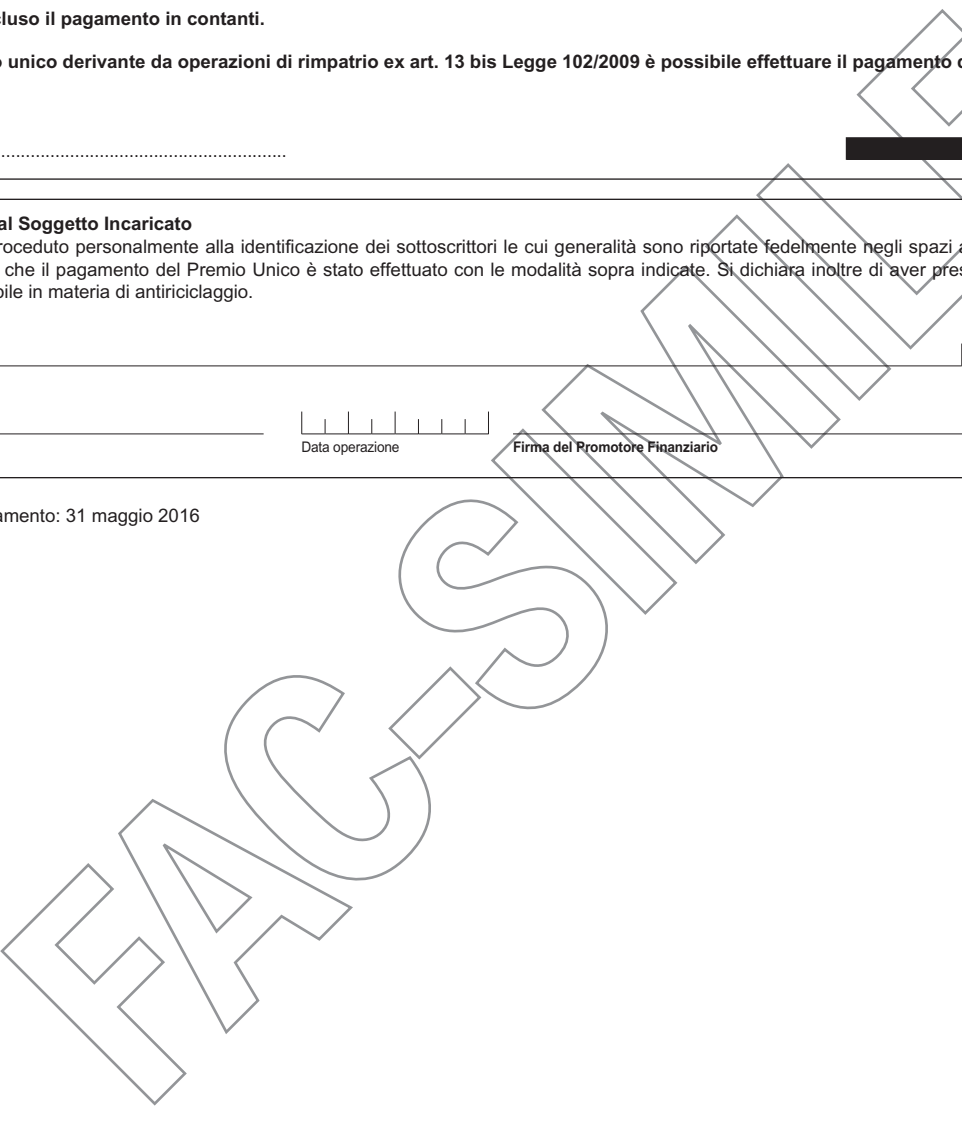 luso il pagamento in contanti.
o unico derivante da operazioni di rimpatrio ex art. 13 bis Legge 102/2009 è possibile effettuare il pagamento
............................................................
al Soggetto Incaricato
roceduto personalmente alla identificazione dei sottoscrittori le cui generalità sono riportate fedelmente negli spazi a
che il pagamento del Premio Unico è stato effettuato con le modalità sopra indicate. Si dichiara inoltre di aver pres
bile in materia di antiriciclaggio.
Data operazione Firma del Promotore Finanziario
amento: 31 maggio 2016
FAC-SIMILE